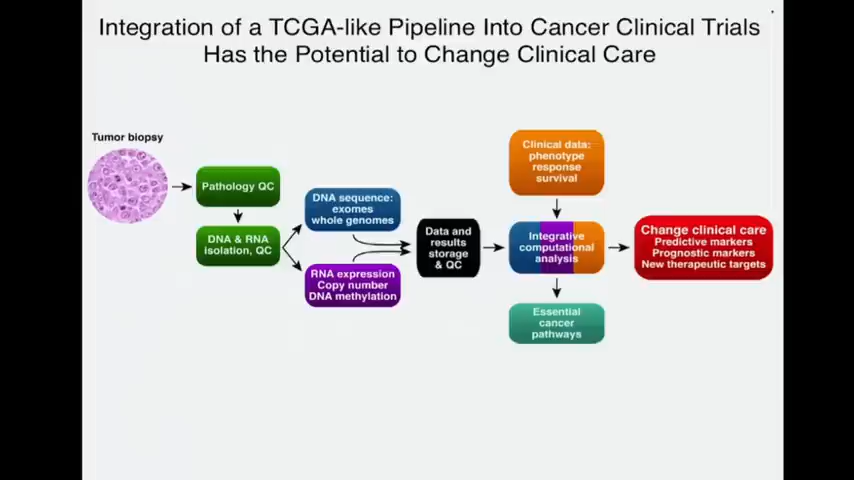 Integration of a TCGA-like Pipeline Into Cancer Clinical Trials
Has the Potential to Change Clinical Care
Tumor biopsy
Pathology QC
DNA & RNA
isolation, QC
DNA sequence:
exomes
whole genomes
RNA expression
Copy number
DNA methylation
Data and
results
storage
& QC
Clinical data:
phenotype
response
survival
Integrative
computational
analysis
Essential
cancer
pathways
Change clinical care
Predictive markers
Prognostic markers
New therapeutic targets